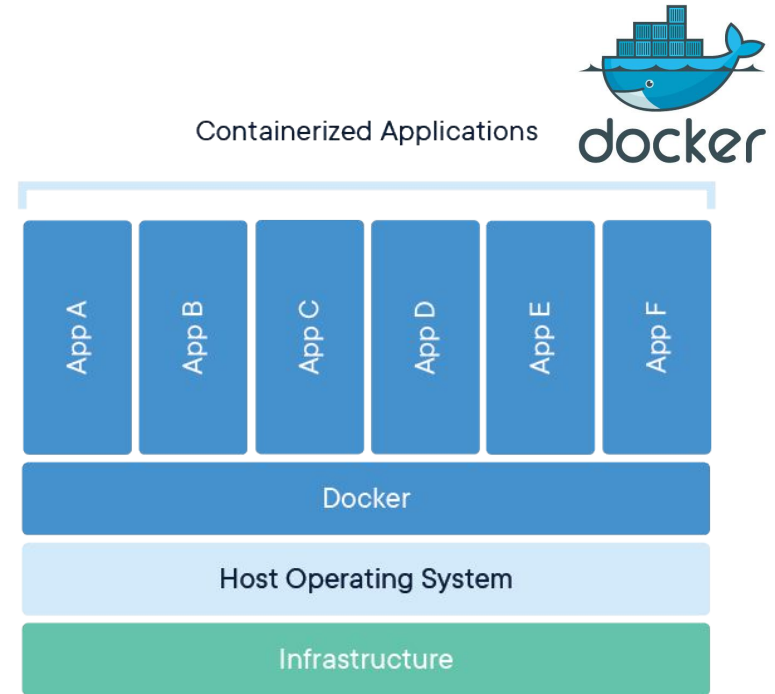 docker
Containerized Applications
App A
App B
App C
App D
App E
App F
Docker
Host Operating System
Infrastructure